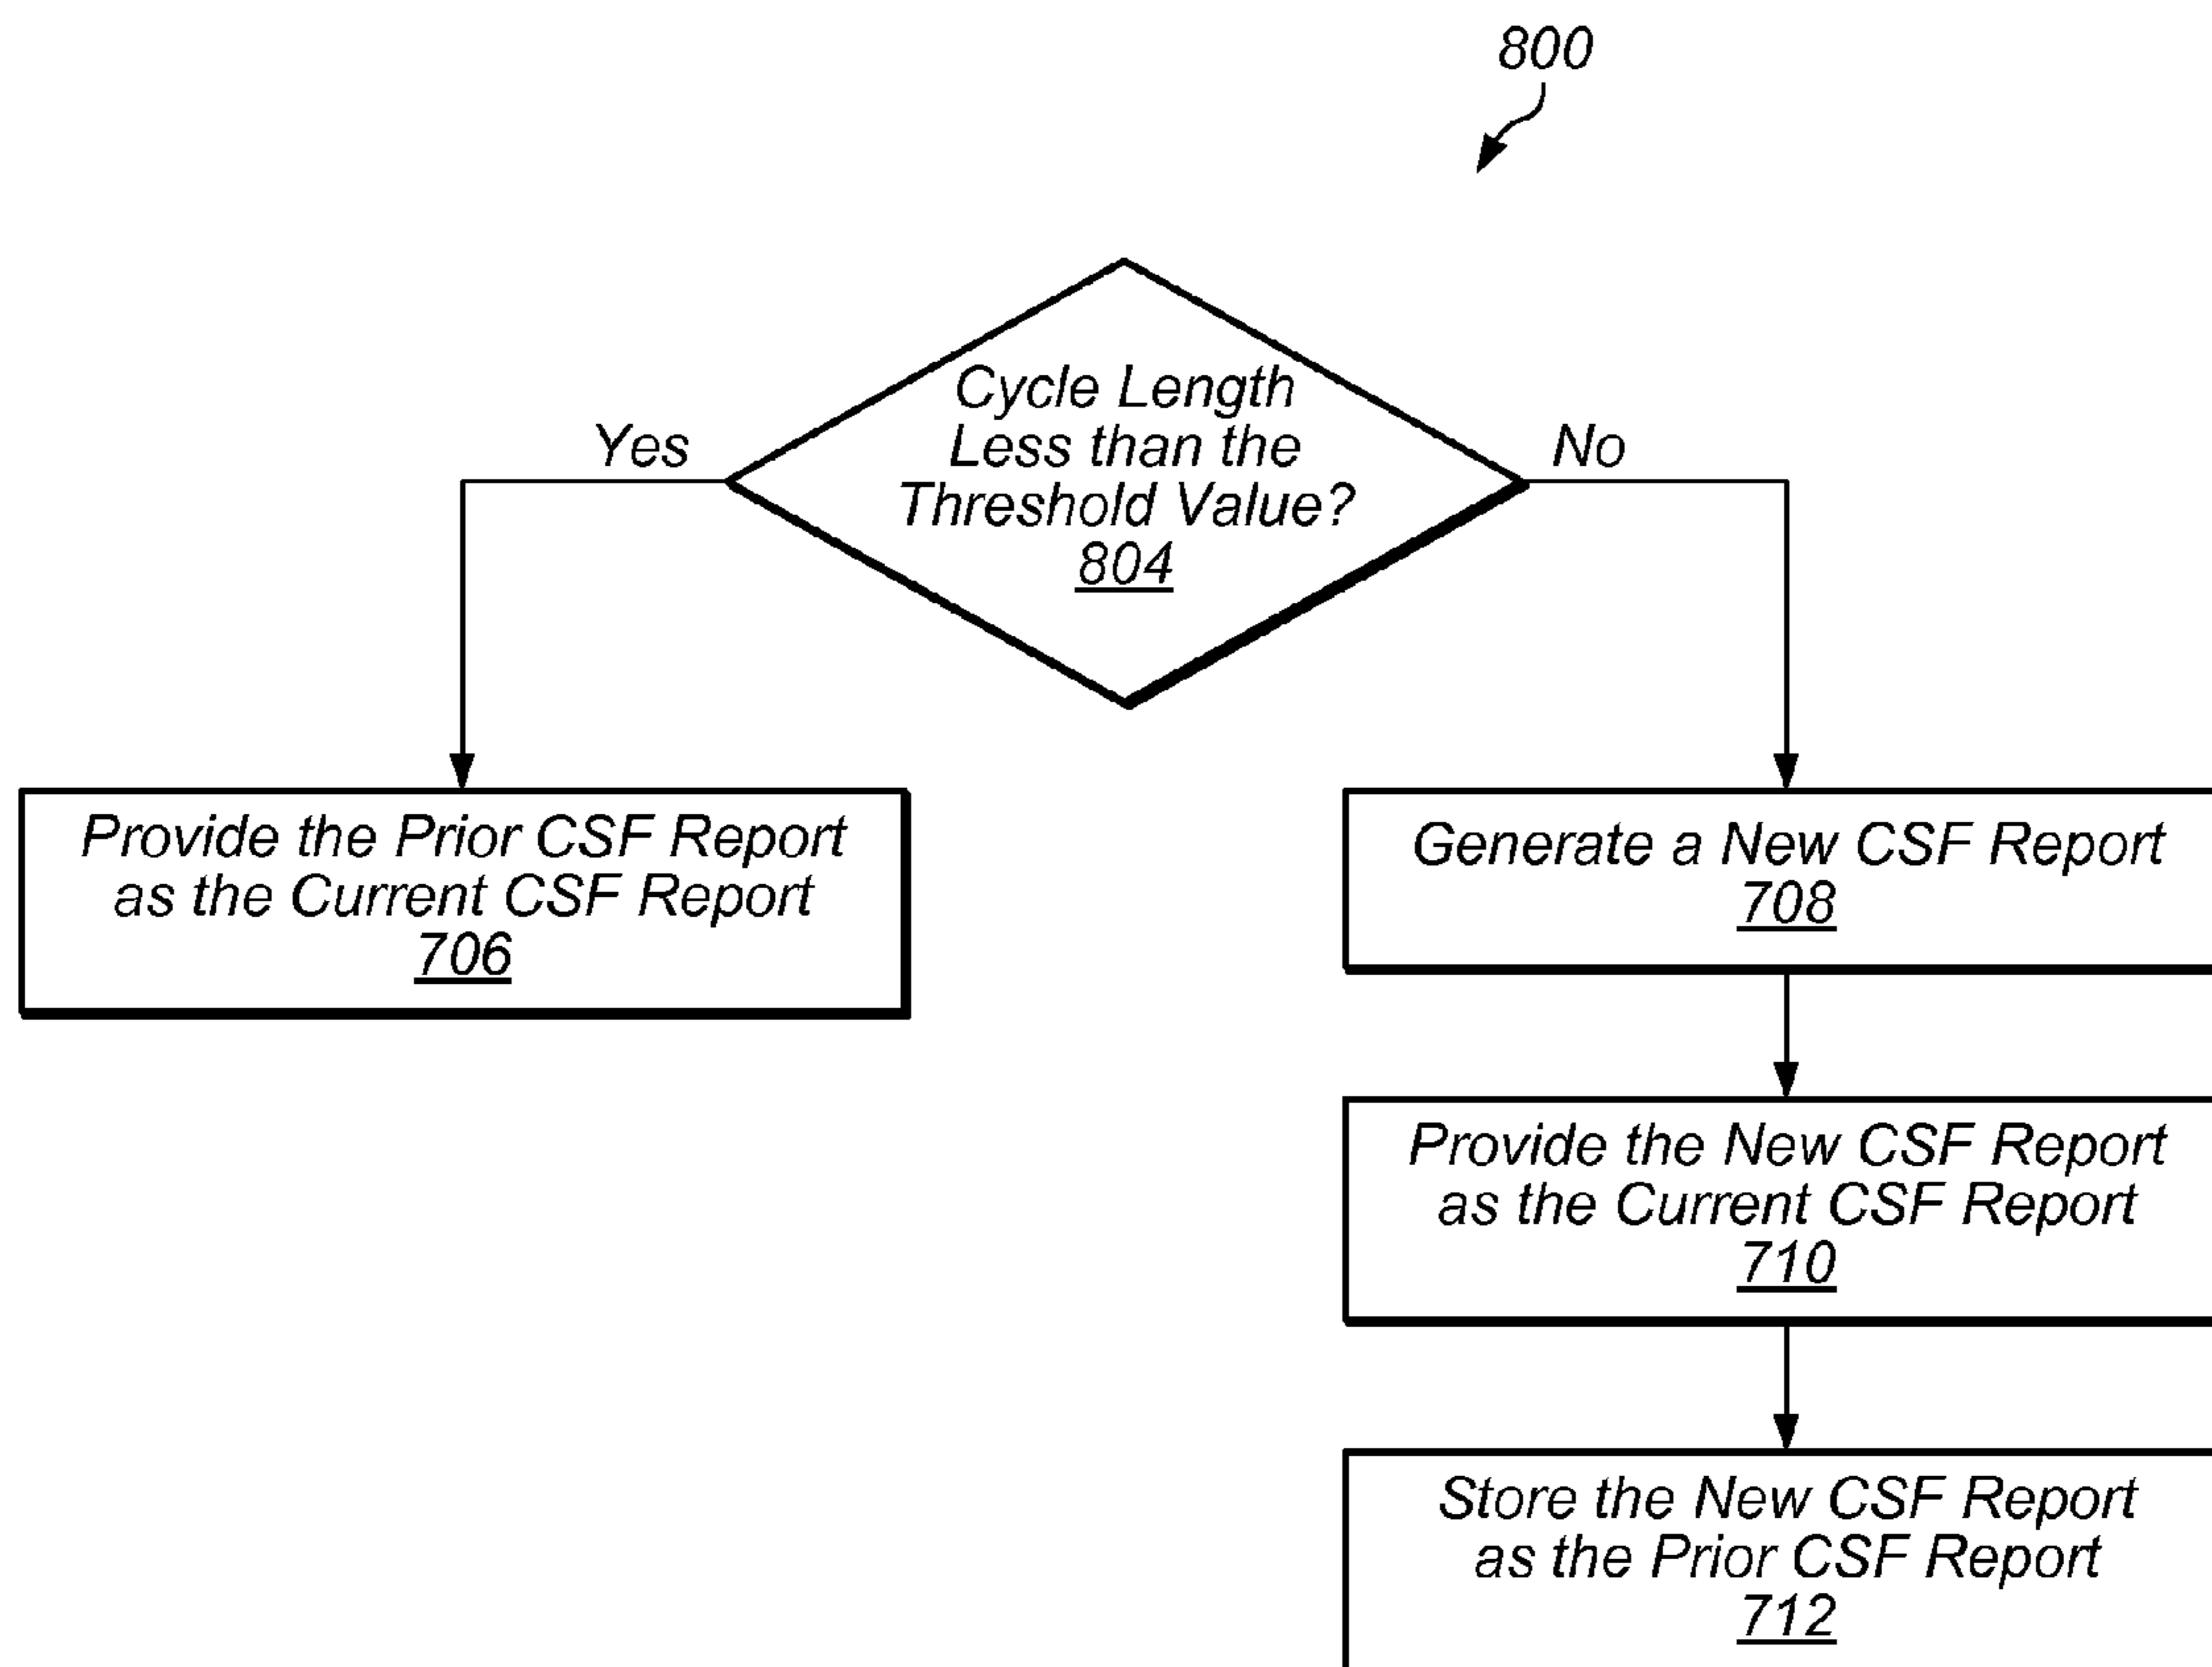 800
Cycle Length
Less than the
Threshold Value?
804
Yes
No
Provide the Prior CSF Report
as the Current CSF Report
706
Generate a New CSF Report
708
Provide the New CSF Report
as the Current CSF Report
710
Store the New CSF Report
as the Prior CSF Report
712